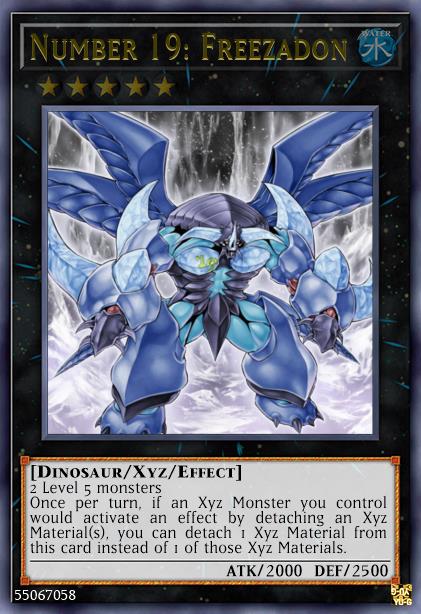 Number 19: Freezadon
WATER
水
19
[Dinosaur/Xyz/Effect]
2 Level 5 monsters
Once per turn, if an Xyz Monster you control
would activate an effect by detaching an Xyz
Material(s), you can detach 1 Xyz Material from
this card instead of 1 of those Xyz Materials.
ATK/2000 DEF/2500
55067058